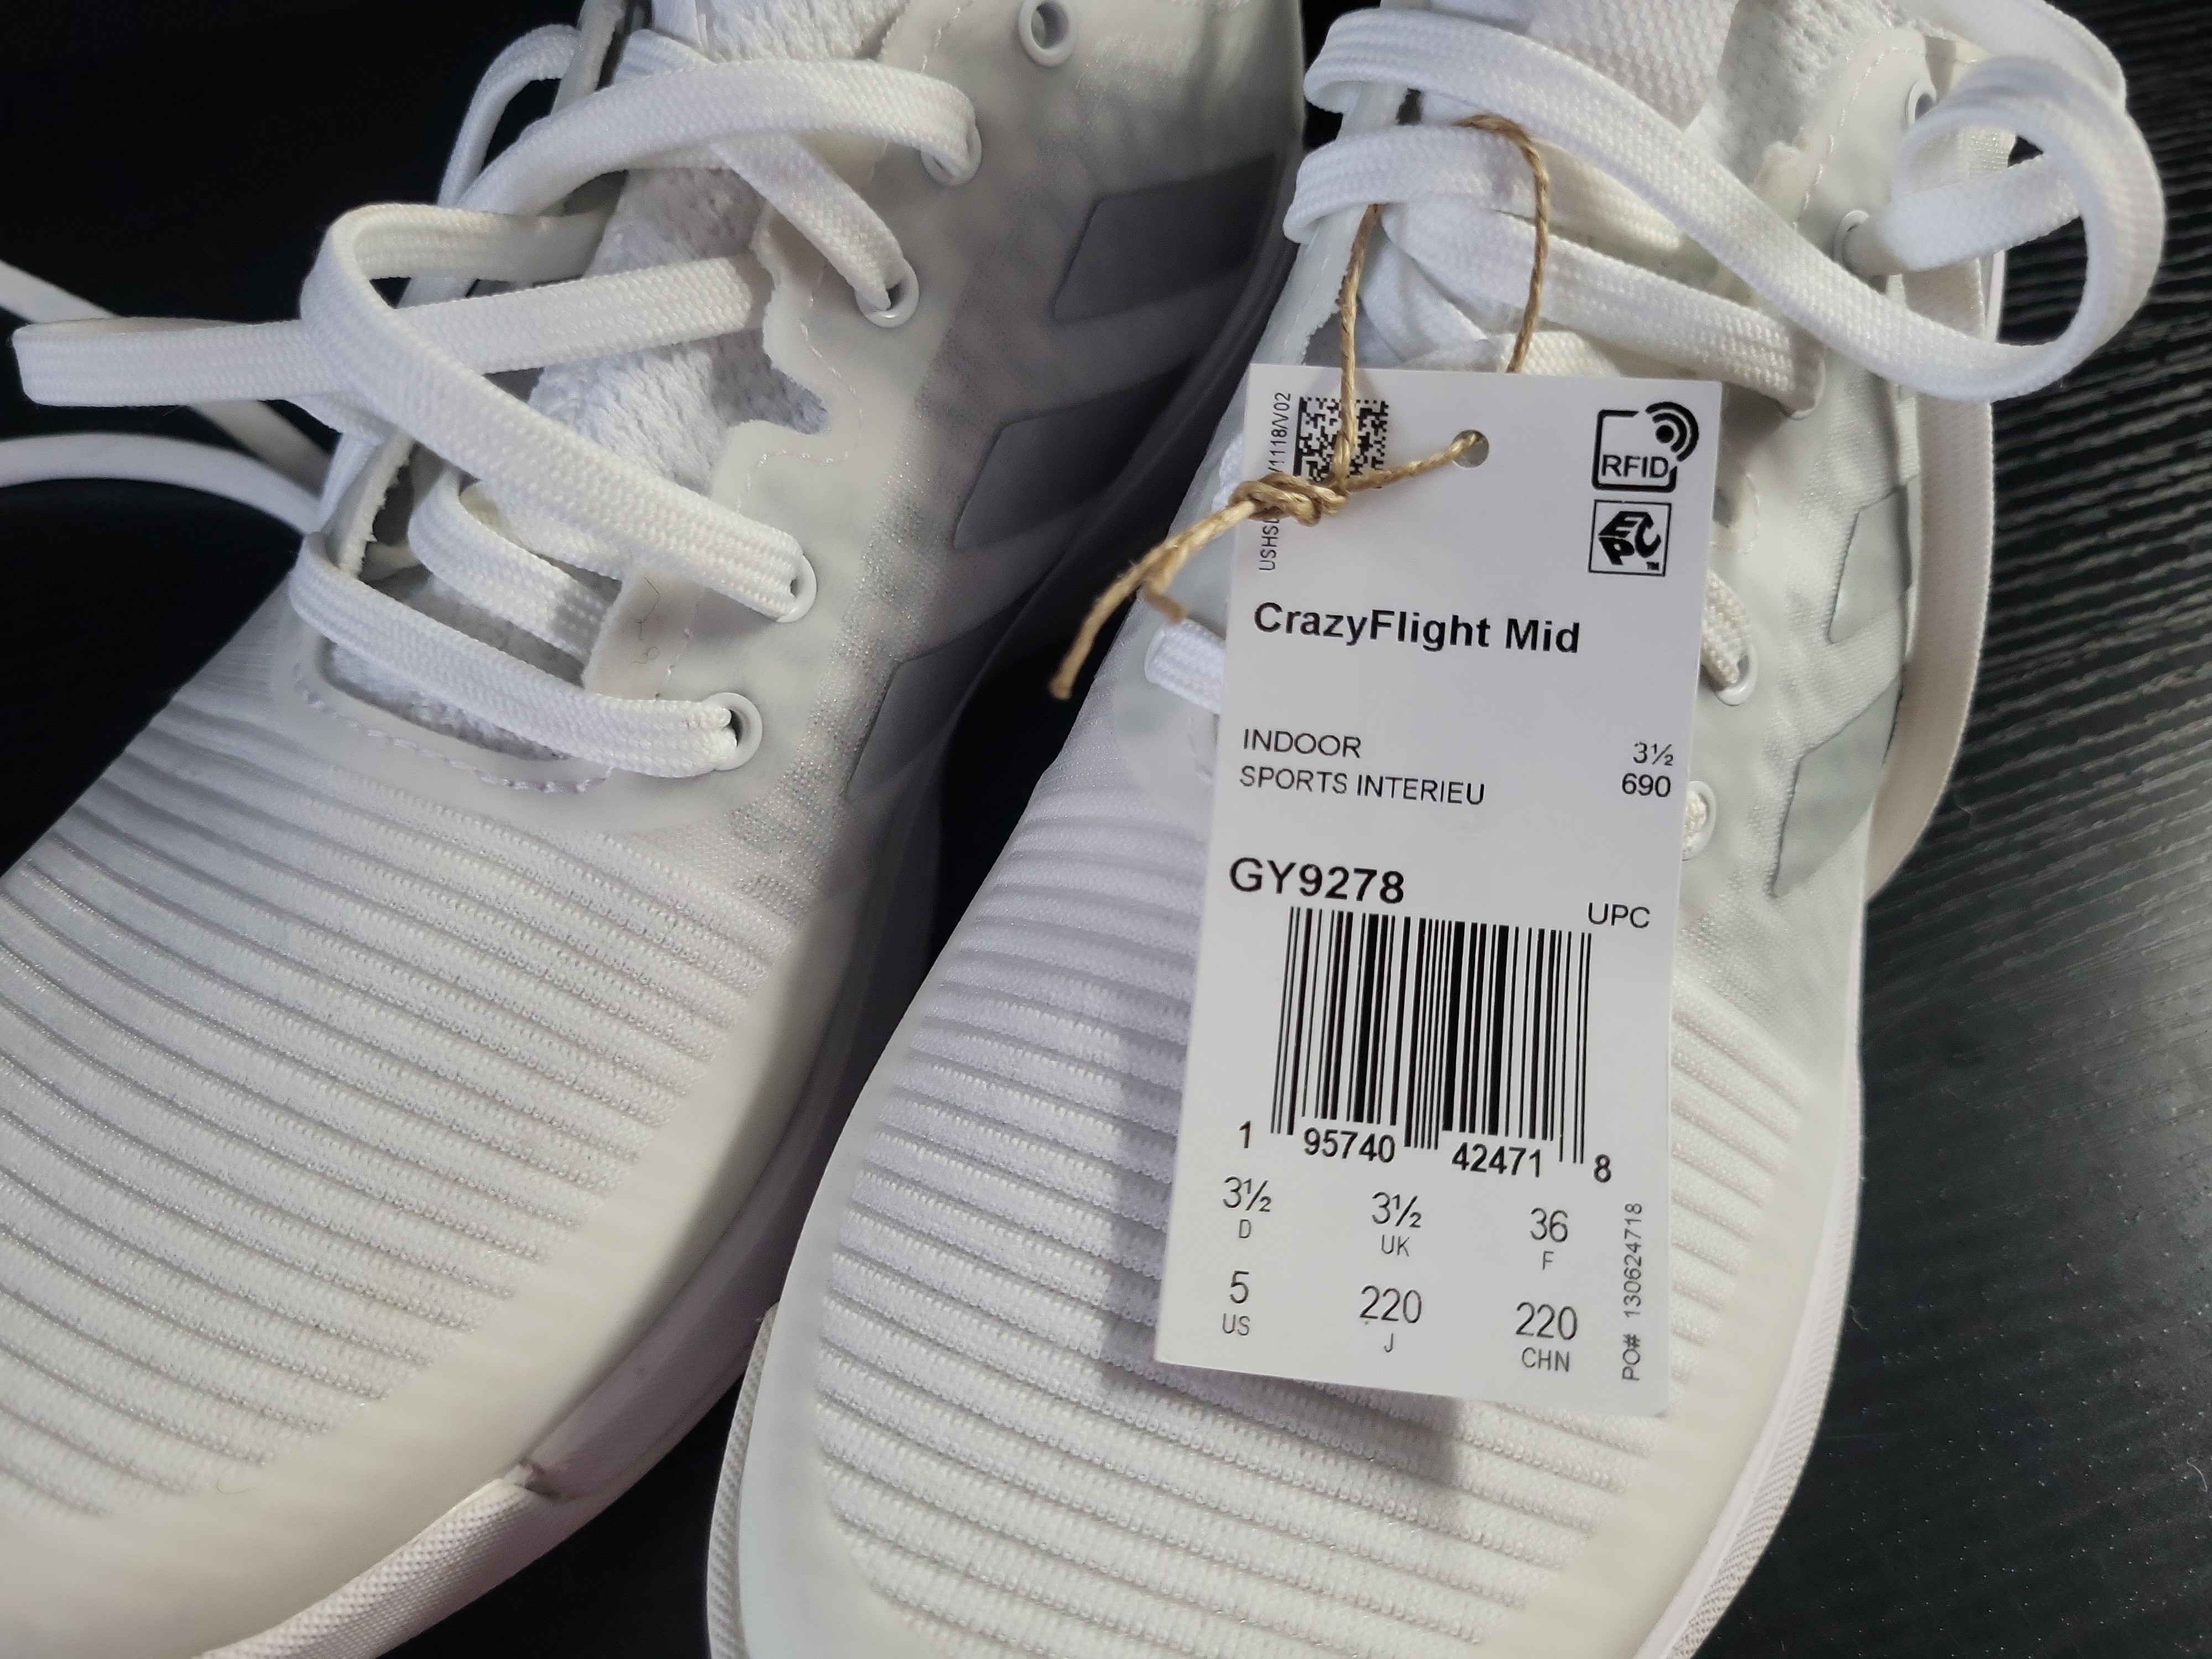 RFID
EPC™
CrazyFlight Mid
INDOOR 3½
SPORTS INTERIEU 690
GY9278
UPC
1 95740 42471 8
3½ 3½ 36
D UK F
5 220 220
US J CHN
PO# 130624718